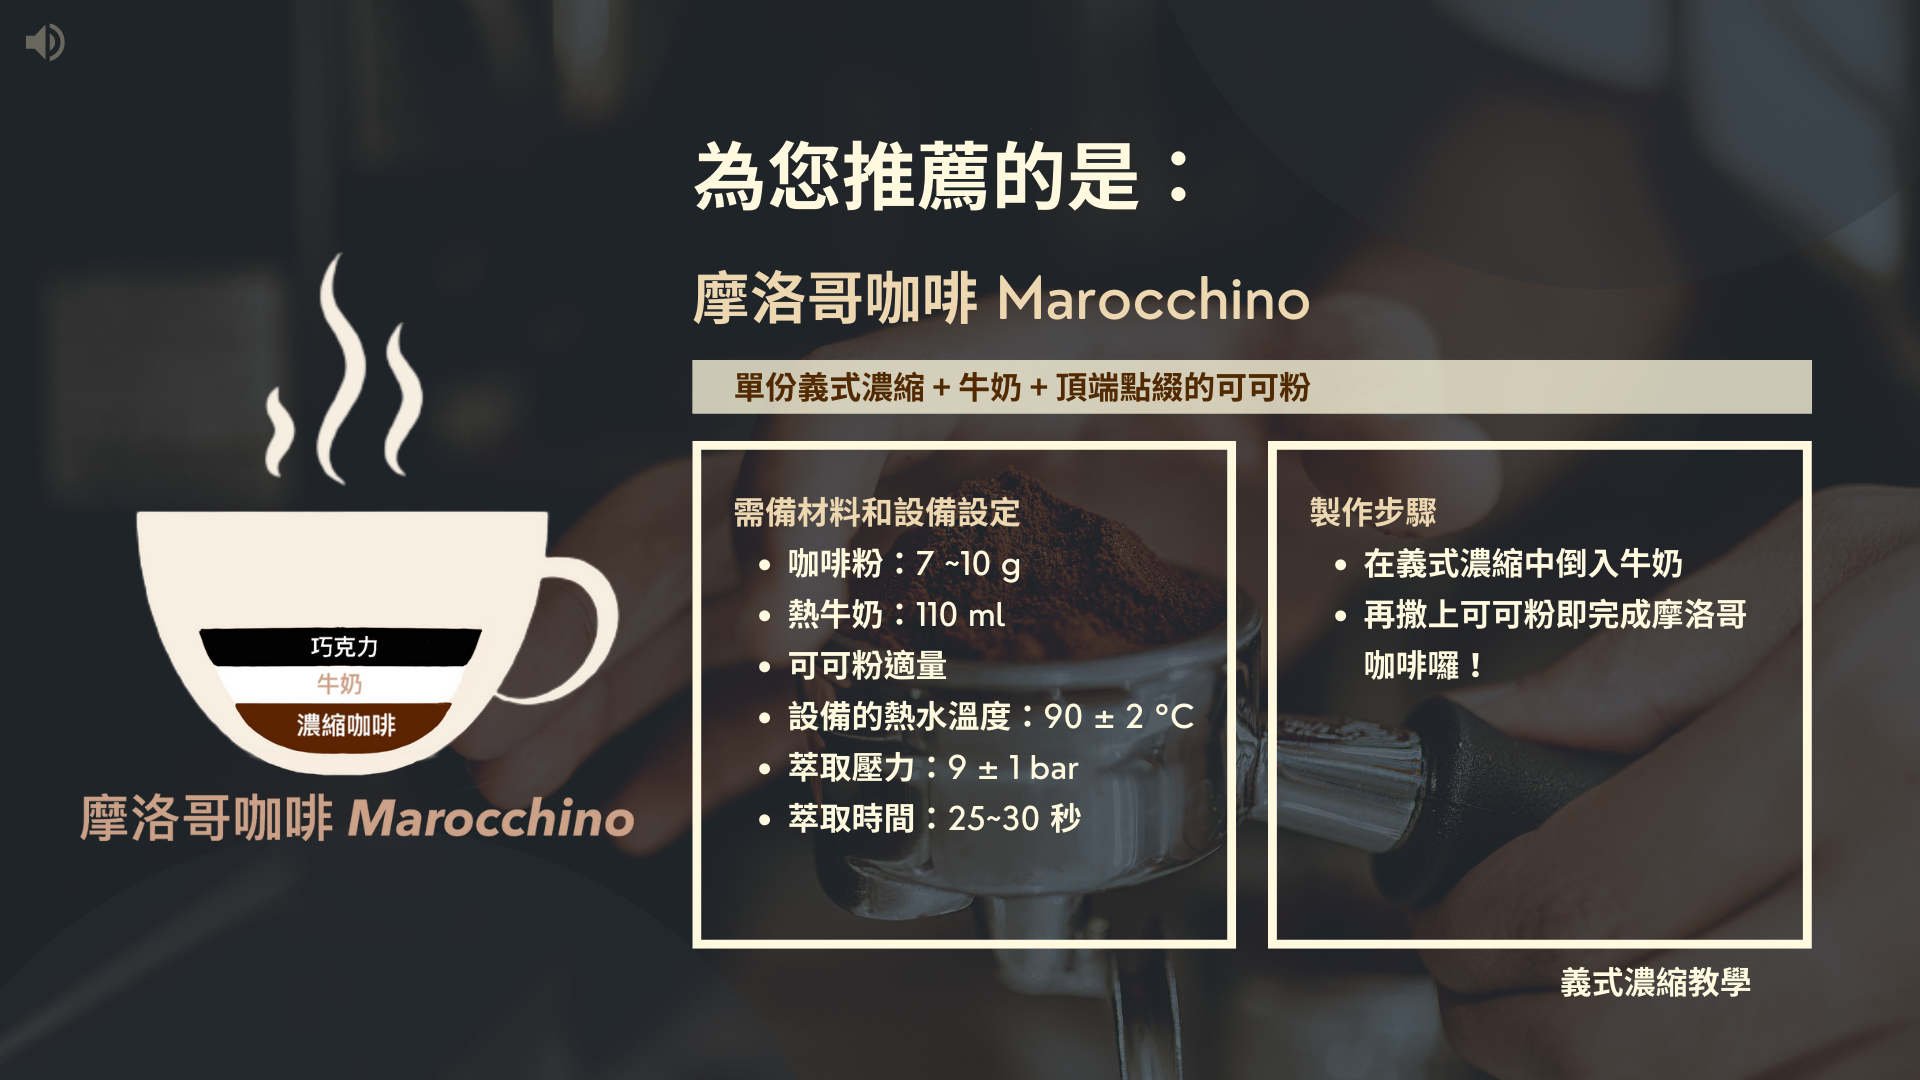 為您推薦的是：
摩洛哥咖啡 Marocchino
單份義式濃縮 + 牛奶 + 頂端點綴的可可粉
巧克力
牛奶
濃縮咖啡
摩洛哥咖啡 Marocchino
需備材料和設備設定
• 咖啡粉：7 ~10 g
• 熱牛奶：110 ml
• 可可粉適量
• 設備的熱水溫度：90 ± 2 °C
• 萃取壓力：9 ± 1 bar
• 萃取時間：25~30 秒
製作步驟
• 在義式濃縮中倒入牛奶
• 再撒上可可粉即完成摩洛哥
咖啡囉！
義式濃縮教學